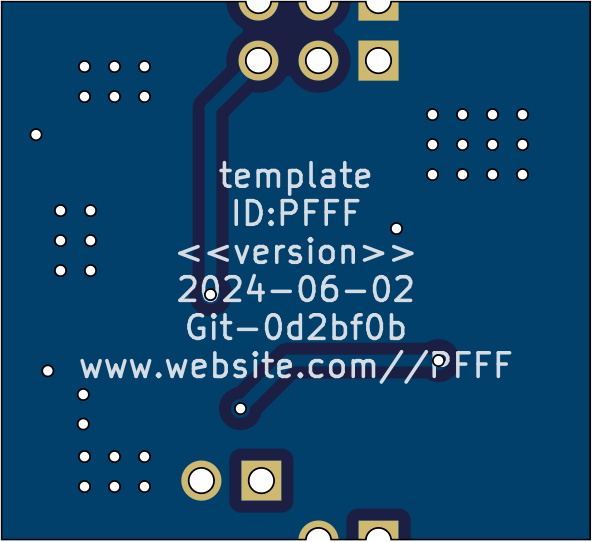 template
ID:PFFF
<<version>>
2024-06-02
Git-0d2bf0b
www.website.com//PFFF